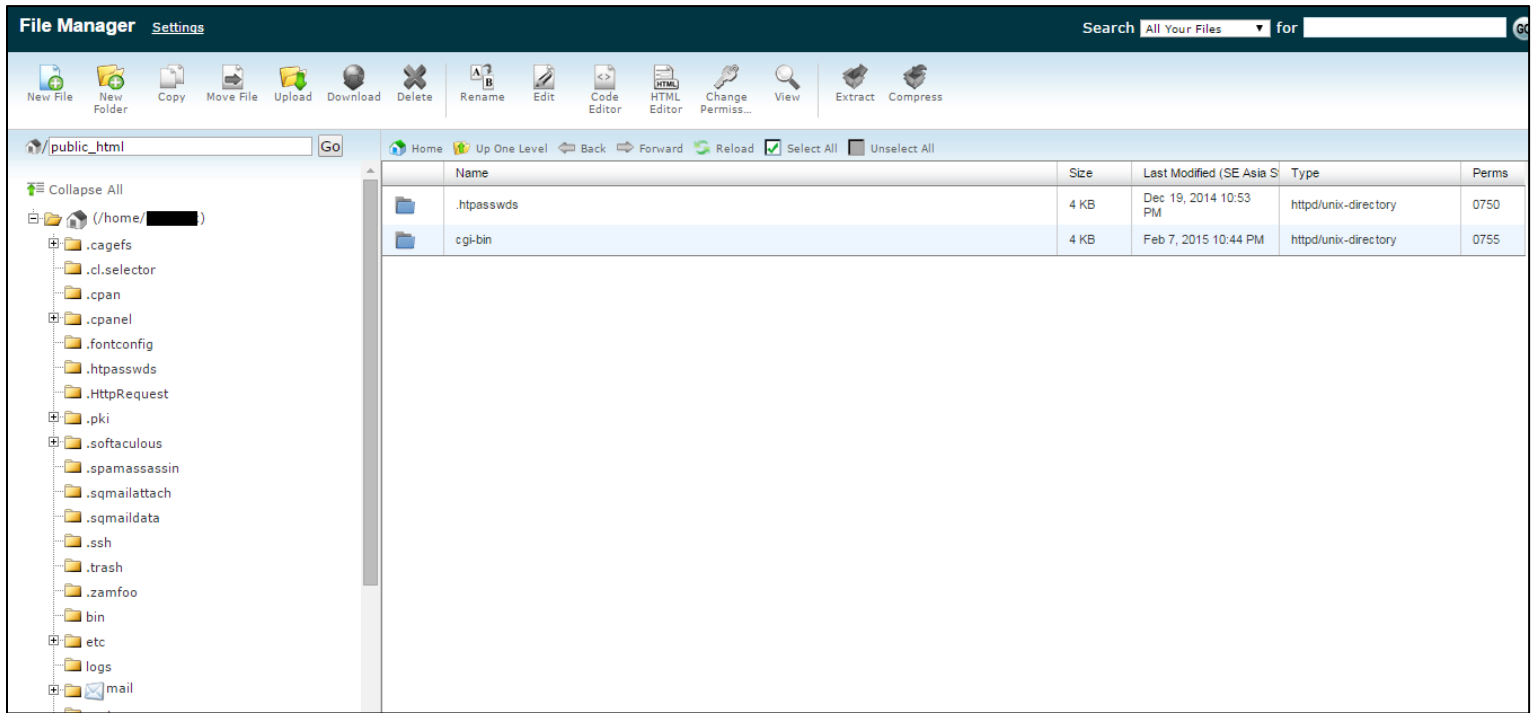 File Manager Settings
Search All Your Files for GO
New File New Folder Copy Move File Upload Download Delete Rename Edit Code Editor HTML Editor Change Permiss... View Extract Compress
/ public_html Go
Home Up One Level Back Forward Reload Select All Unselect All
Name Size Last Modified (SE Asia S Type Perms
.htpasswds 4 KB Dec 19, 2014 10:53 PM httpd/unix-directory 0750
cgi-bin 4 KB Feb 7, 2015 10:44 PM httpd/unix-directory 0755
Collapse All
(/home/ )
.cagefs
.cl.selector
.cpan
.cpanel
.fontconfig
.htpasswds
.HttpRequest
.pki
.softaculous
.spamassassin
.sqmailattach
.sqmaildata
.ssh
.trash
.zamfoo
bin
etc
logs
mail